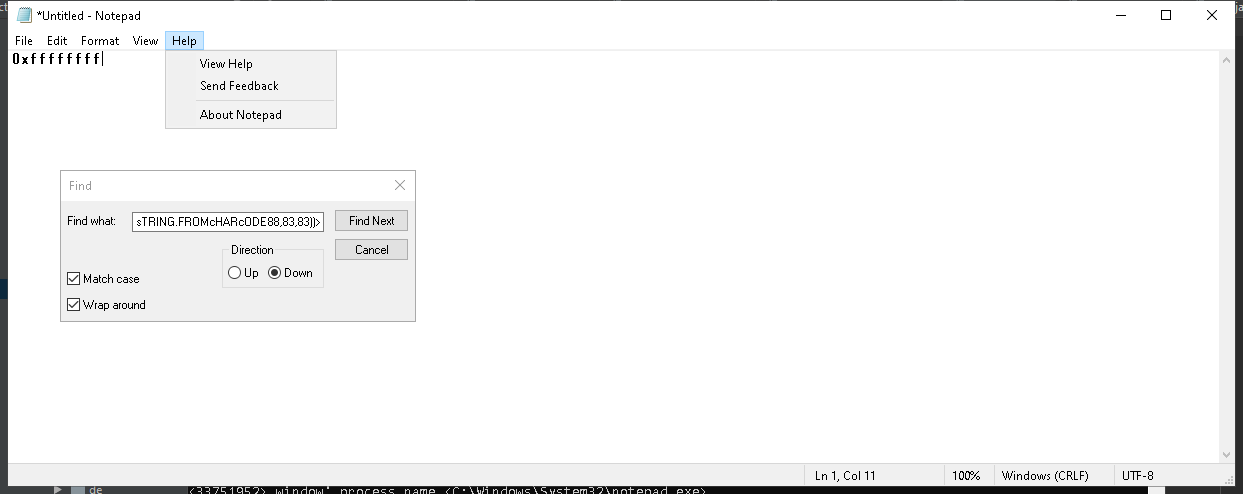 *Untitled - Notepad
File Edit Format View Help
0xffffffff
View Help
Send Feedback
About Notepad
Find
Find what: sTRING.FROMcHARcODE88,83,83))> Find Next
Direction Cancel
Up Down
Match case
Wrap around
Ln 1, Col 11 100% Windows (CRLF) UTF-8
de <33751952> window' process name <C:\Windows\System32\notepad.exe>